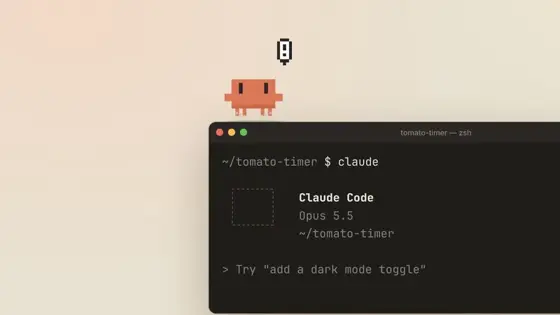 !
tomato-timer — zsh
~/tomato-timer $ claude
Claude Code
Opus 5.5
~/tomato-timer
> Try "add a dark mode toggle"